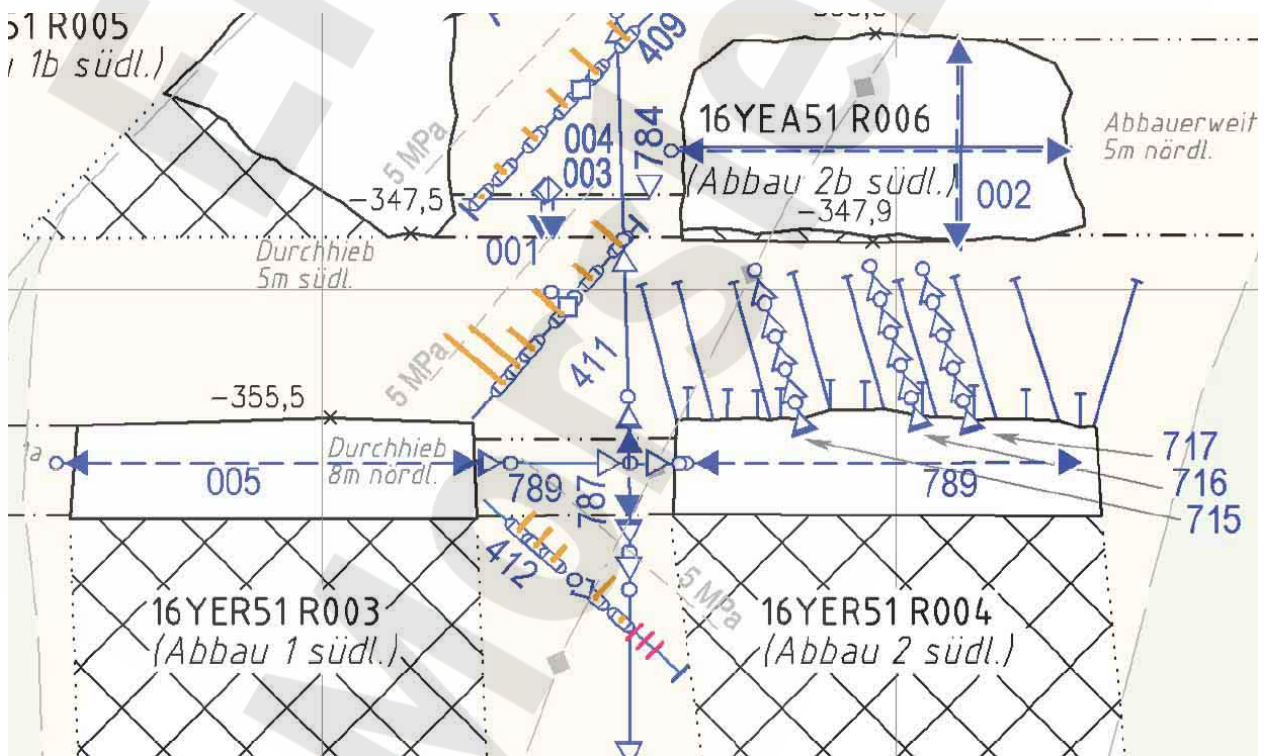 51 R005
1b südl.)
409
16YEA51 R006
(Abbau 2b südl.)
-347,9
002
Abbauerweit
5m nördl.
784
004
003
5 MPa
-347,5
001
Durchhieb
5m südl.
5 MPa
411
-355,5
Durchhieb
8m nördl.
1a
005
789
787
789
717
716
715
412
5 MPa
16YER51 R003
(Abbau 1 südl.)
16YER51 R004
(Abbau 2 südl.)